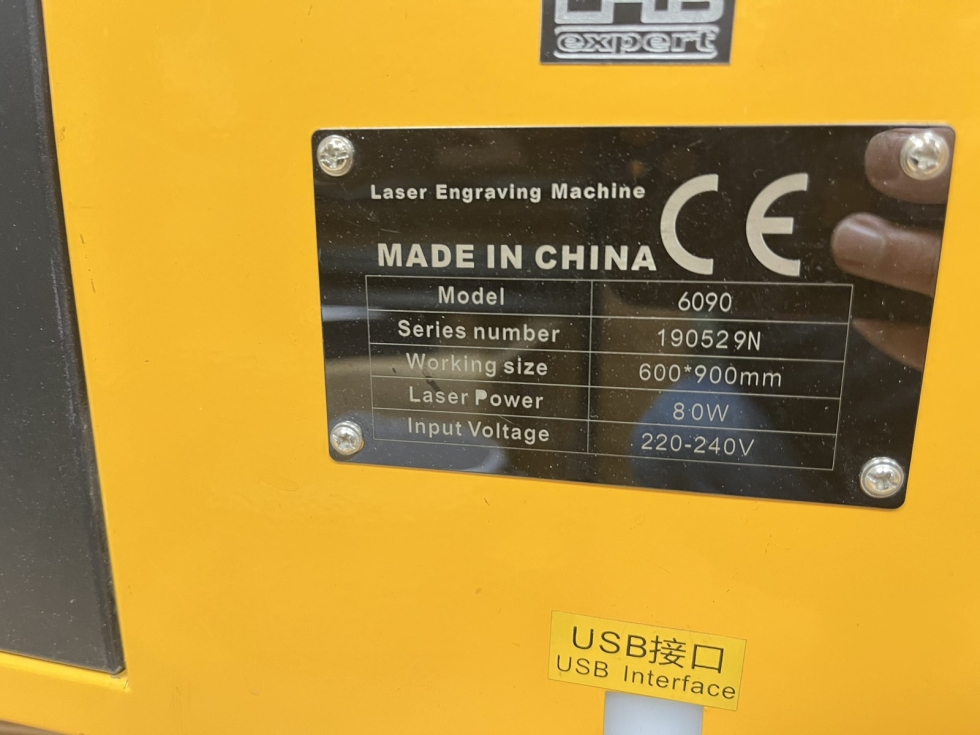 expert
Laser Engraving Machine
CE
MADE IN CHINA
Model 6090
Series number 190529N
Working size 600*900mm
Laser Power 80W
Input Voltage 220-240V
USB接口
USB Interface